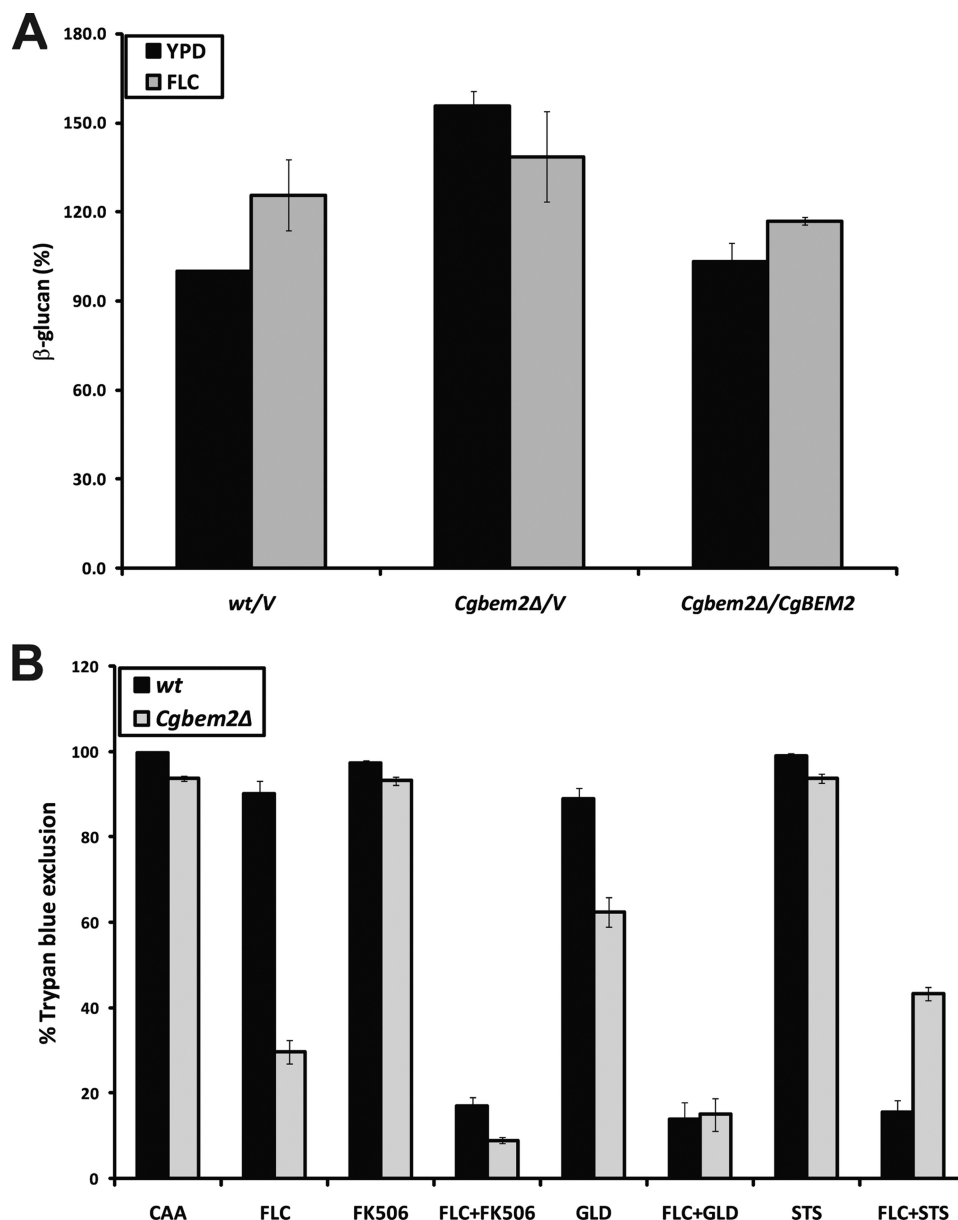 A
180.0
YPD
FLC
150.0
120.0
90.0
60.0
30.0
0.0
β-glucan (%)
wt/V Cgbem2Δ/V Cgbem2Δ/CgBEM2
B
120
wt
Cgbem2Δ
100
80
60
40
20
0
% Trypan blue exclusion
CAA FLC FK506 FLC+FK506 GLD FLC+GLD STS FLC+STS